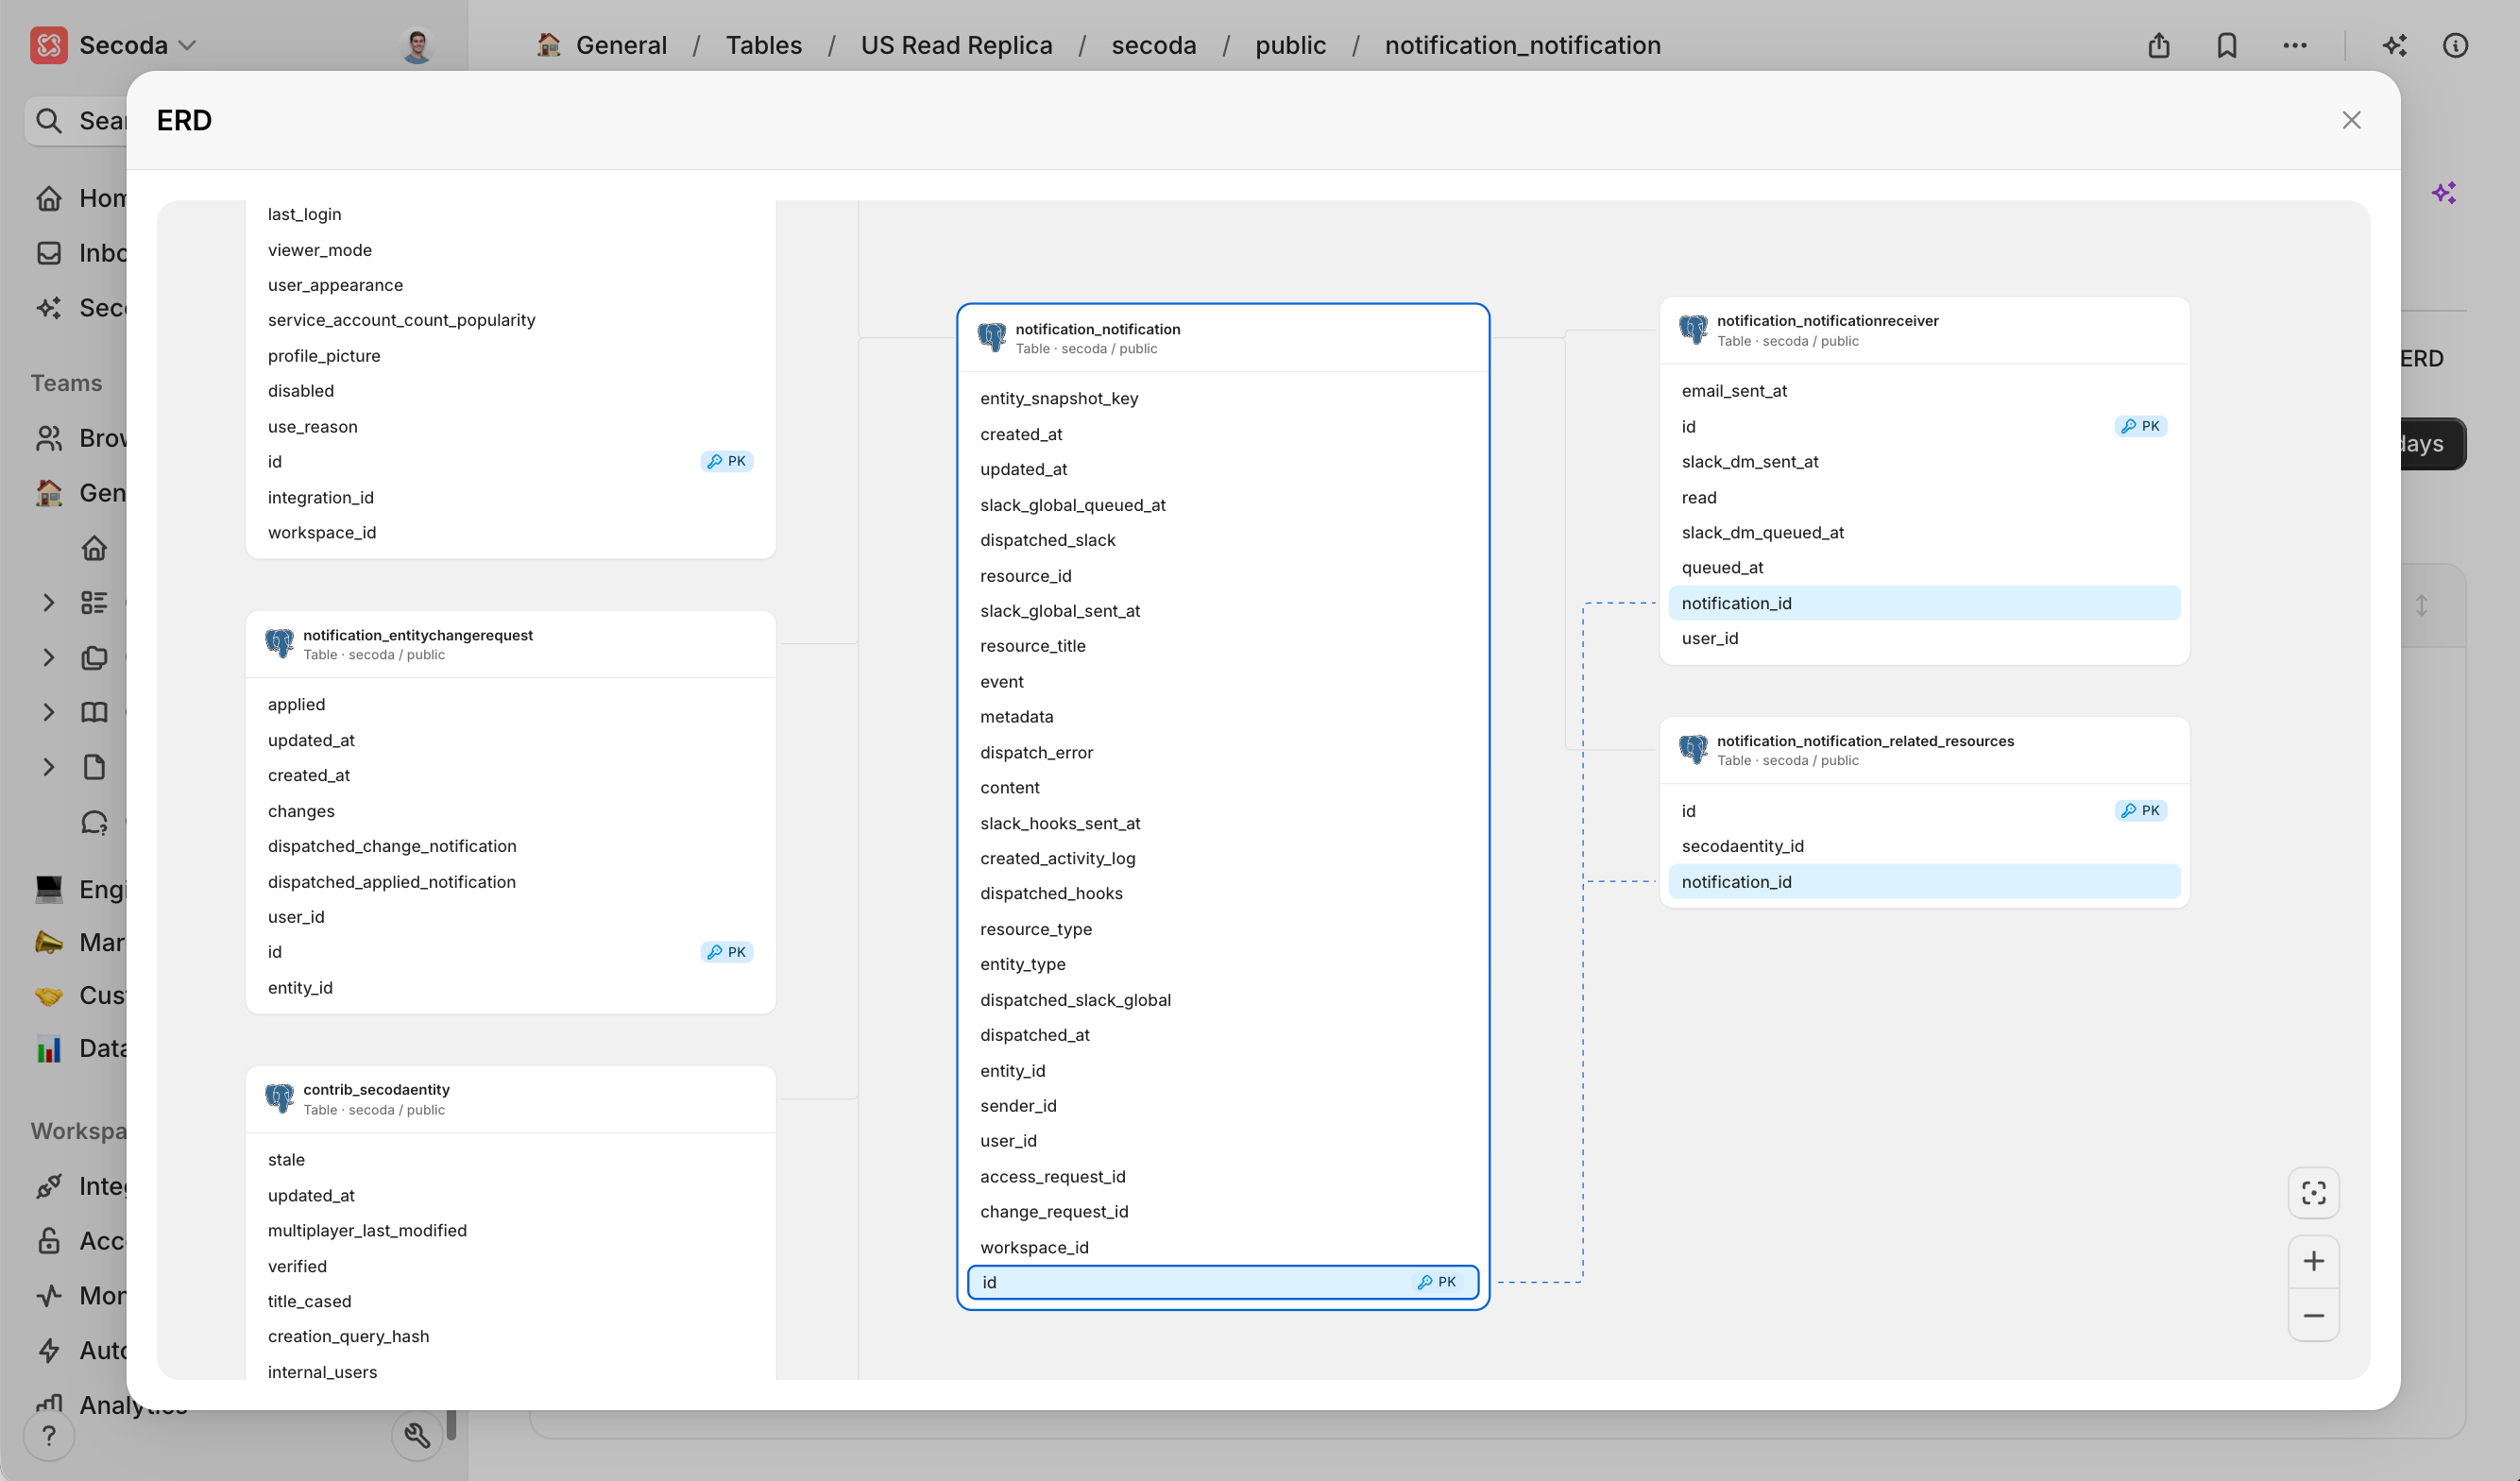 Secoda
General / Tables / US Read Replica / secoda / public / notification_notification
ERD
Sear
Hom
Inbo
Sec
Teams
Brow
Gen
Engi
Mar
Cus
Data
Workspa
Inte
Acc
Mon
Auto
Analytics
?
ERD
days
last_login
viewer_mode
user_appearance
service_account_count_popularity
profile_picture
disabled
use_reason
id PK
integration_id
workspace_id
notification_entitychangerequest
Table · secoda / public
applied
updated_at
created_at
changes
dispatched_change_notification
dispatched_applied_notification
user_id
id PK
entity_id
contrib_secodaentity
Table · secoda / public
stale
updated_at
multiplayer_last_modified
verified
title_cased
creation_query_hash
internal_users
notification_notification
Table · secoda / public
entity_snapshot_key
created_at
updated_at
slack_global_queued_at
dispatched_slack
resource_id
slack_global_sent_at
resource_title
event
metadata
dispatch_error
content
slack_hooks_sent_at
created_activity_log
dispatched_hooks
resource_type
entity_type
dispatched_slack_global
dispatched_at
entity_id
sender_id
user_id
access_request_id
change_request_id
workspace_id
id PK
notification_notificationreceiver
Table · secoda / public
email_sent_at
id PK
slack_dm_sent_at
read
slack_dm_queued_at
queued_at
notification_id
user_id
notification_notification_related_resources
Table · secoda / public
id PK
secodaentity_id
notification_id